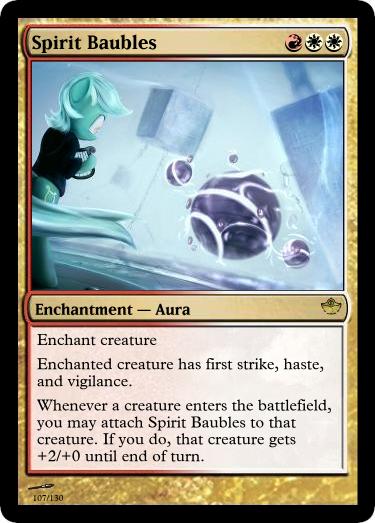 Spirit Baubles
Enchantment — Aura
Enchant creature
Enchanted creature has first strike, haste,
and vigilance.
Whenever a creature enters the battlefield,
you may attach Spirit Baubles to that
creature. If you do, that creature gets
+2/+0 until end of turn.
107/130